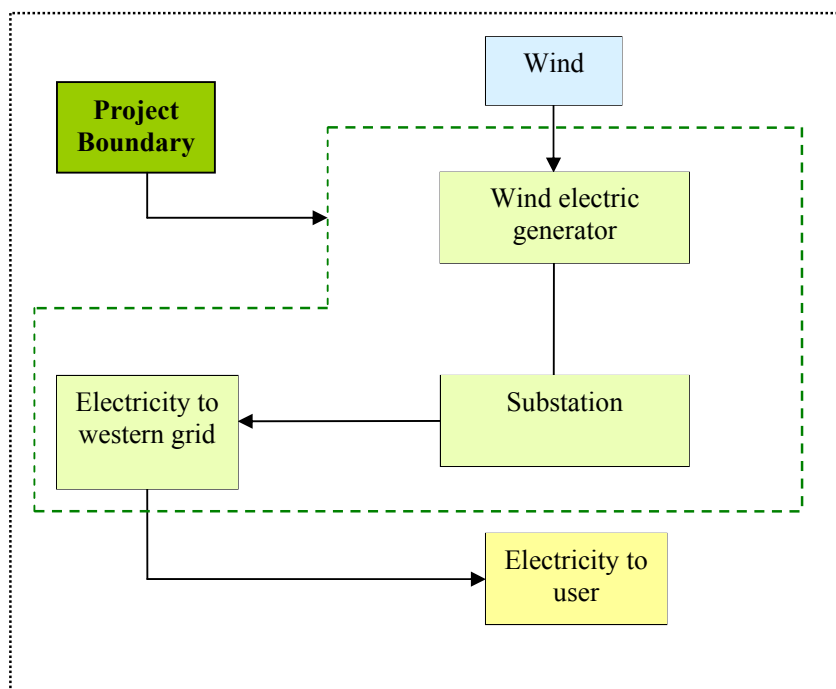 Wind
Project
Boundary
Wind electric
generator
Electricity to
western grid
Substation
Electricity to
user